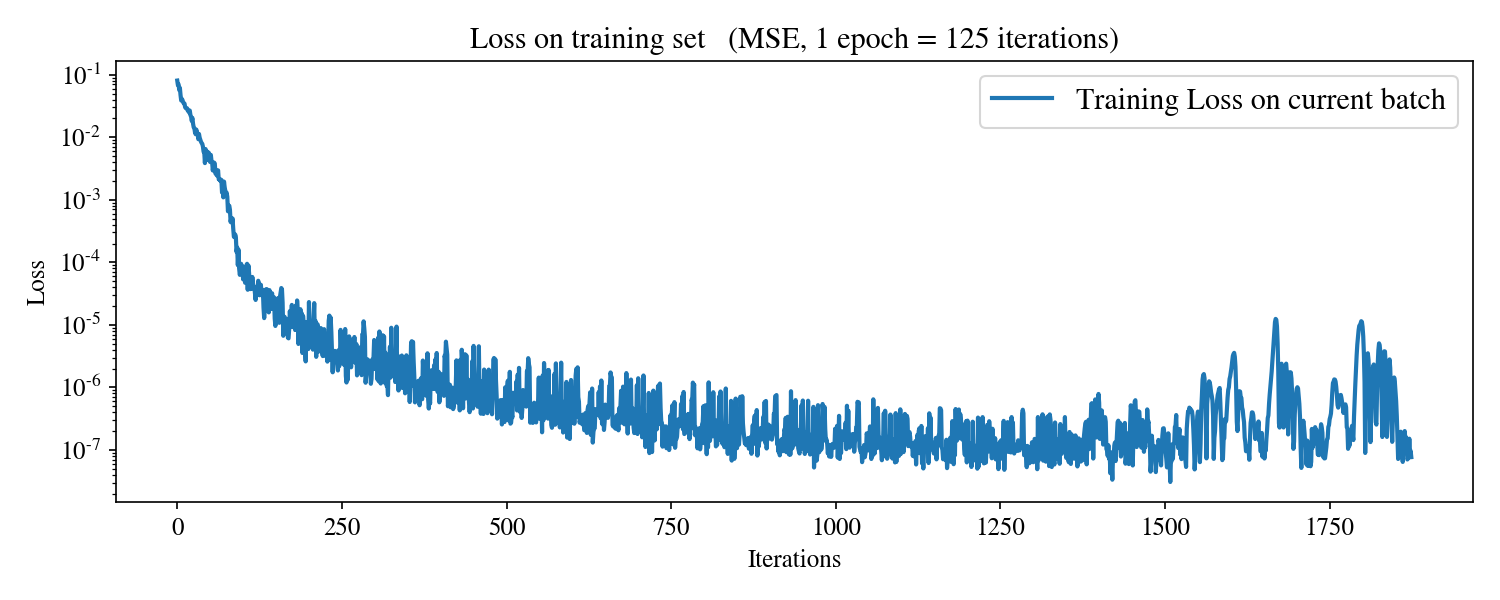 Loss on training set (MSE, 1 epoch = 125 iterations)
Training Loss on current batch
Loss
10-1
10-2
10-3
10-4
10-5
10-6
10-7
0 250 500 750 1000 1250 1500 1750
Iterations